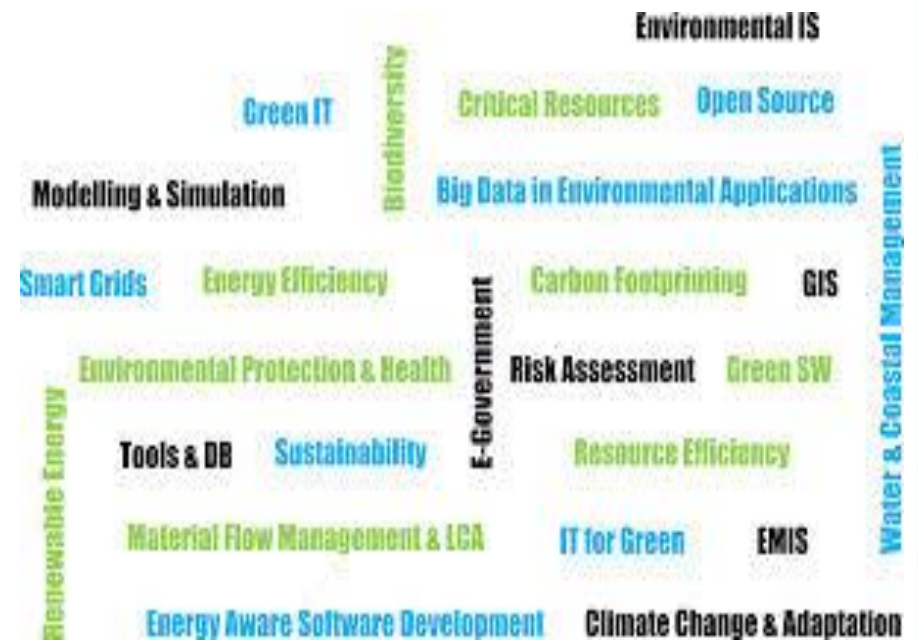 Environmental IS
Green IT
Biodiversity
Critical Resources
Open Source
Modelling & Simulation
Big Data in Environmental Applications
Water & Coastal Management
Smart Grids
Energy Efficiency
Carbon Footprinting
GIS
E-Government
Environmental Protection & Health
Risk Assessment
Green SW
Renewable Energy
Tools & DB
Sustainability
Resource Efficiency
Material Flow Management & LCA
IT for Green
EMIS
Energy Aware Software Development
Climate Change & Adaptation